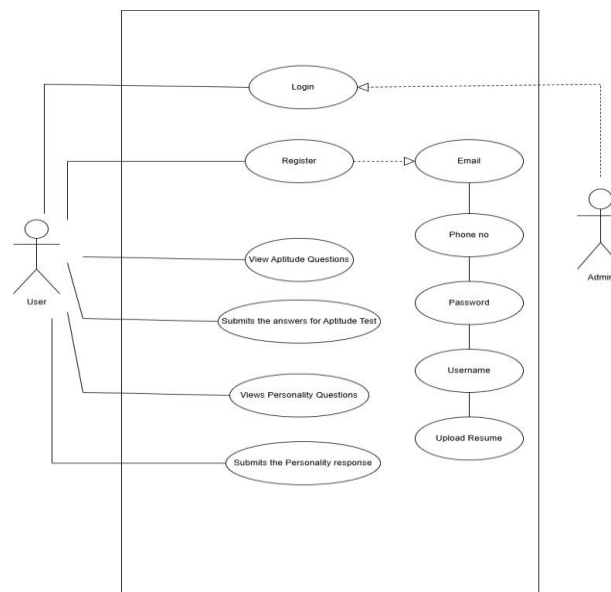 Login
Register
Email
View Aptitude Questions
Phone no
User
Admin
Submits the answers for Aptitude Test
Password
Views Personality Questions
Username
Submits the Personality response
Upload Resume